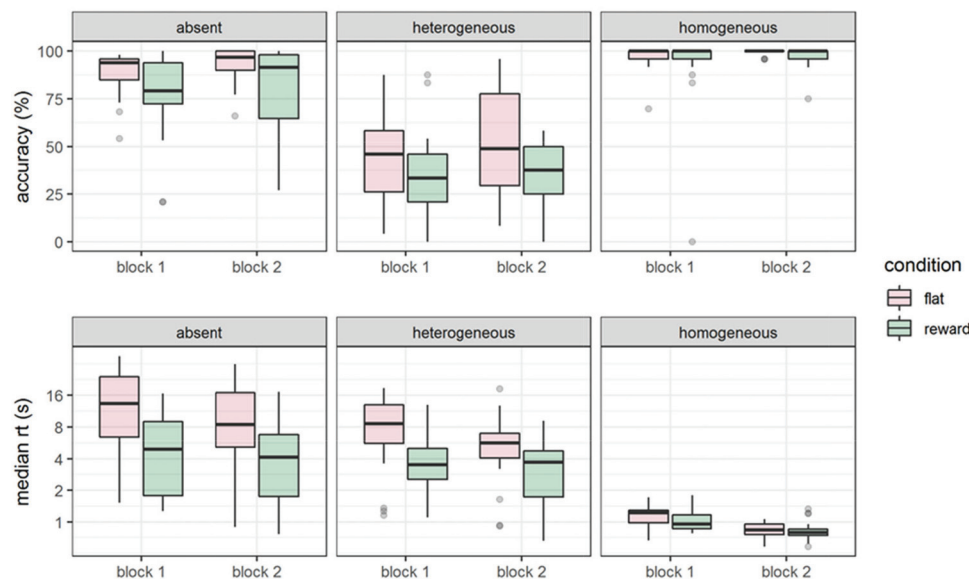 absent heterogeneous homogeneous
accuracy (%)
100
75
50
25
0
block 1 block 2 block 1 block 2 block 1 block 2
condition
flat
reward
absent heterogeneous homogeneous
median rt (s)
16
8
4
2
1
block 1 block 2 block 1 block 2 block 1 block 2